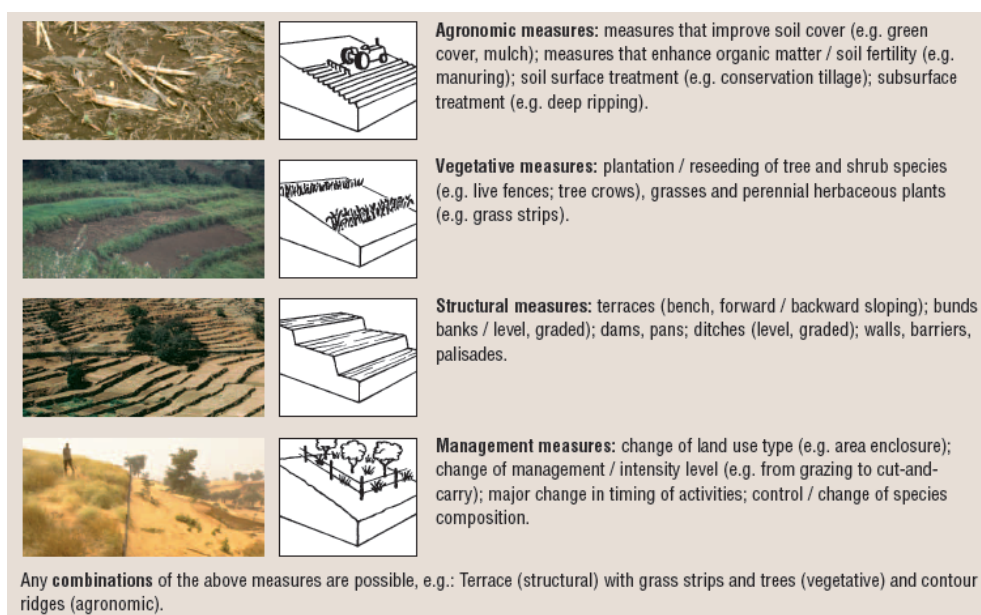 Agronomic measures: measures that improve soil cover (e.g. green
cover, mulch); measures that enhance organic matter / soil fertility (e.g.
manuring); soil surface treatment (e.g. conservation tillage); subsurface
treatment (e.g. deep ripping).
Vegetative measures: plantation / reseeding of tree and shrub species
(e.g. live fences; tree crows), grasses and perennial herbaceous plants
(e.g. grass strips).
Structural measures: terraces (bench, forward / backward sloping); bunds
banks / level, graded); dams, pans; ditches (level, graded); walls, barriers,
palisades.
Management measures: change of land use type (e.g. area enclosure);
change of management / intensity level (e.g. from grazing to cut-and-
carry); major change in timing of activities; control / change of species
composition.
Any combinations of the above measures are possible, e.g.: Terrace (structural) with grass strips and trees (vegetative) and contour
ridges (agronomic).